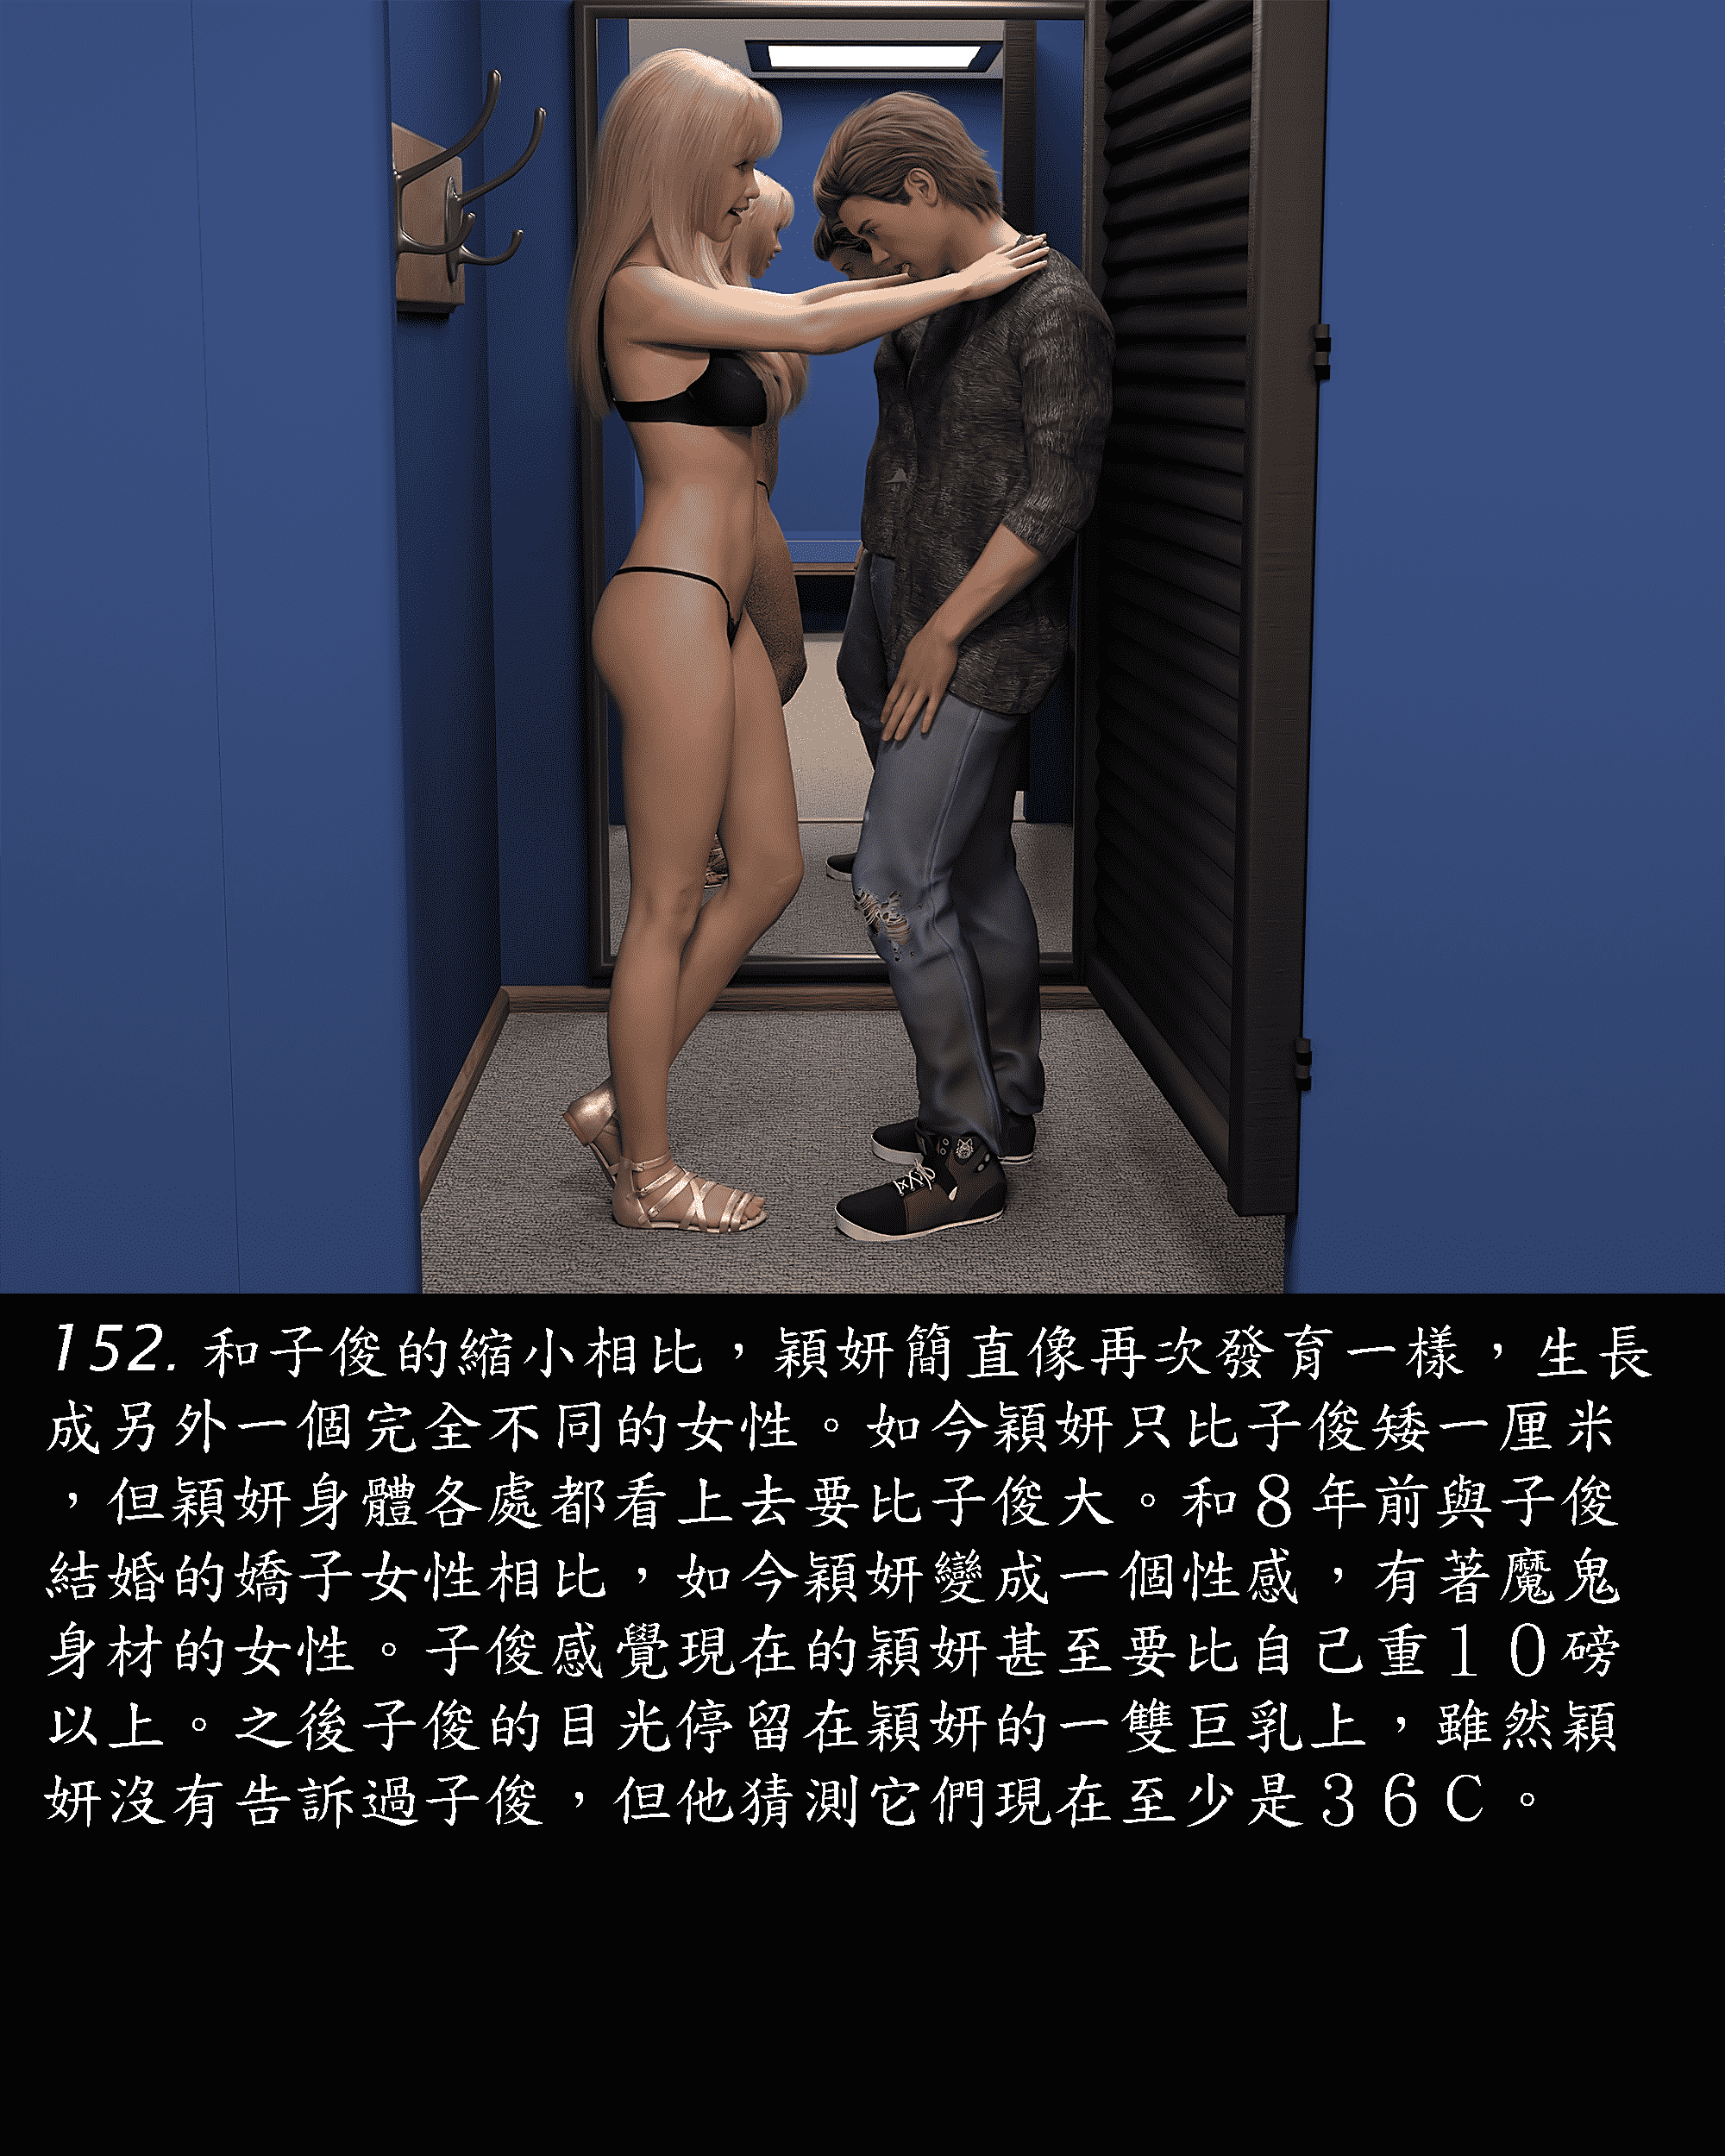 152. 和子俊的縮小相比，穎妍簡直像再次發育一樣，生長
成另外一個完全不同的女性。如今穎妍只比子俊矮一厘米
，但穎妍身體各處都看上去要比子俊大。和８年前與子俊
結婚的嬌子女性相比，如今穎妍變成一個性感，有著魔鬼
身材的女性。子俊感覺現在的穎妍甚至要比自己重１０磅
以上。之後子俊的目光停留在穎妍的一雙巨乳上，雖然穎
妍沒有告訴過子俊，但他猜測它們現在至少是３６Ｃ。